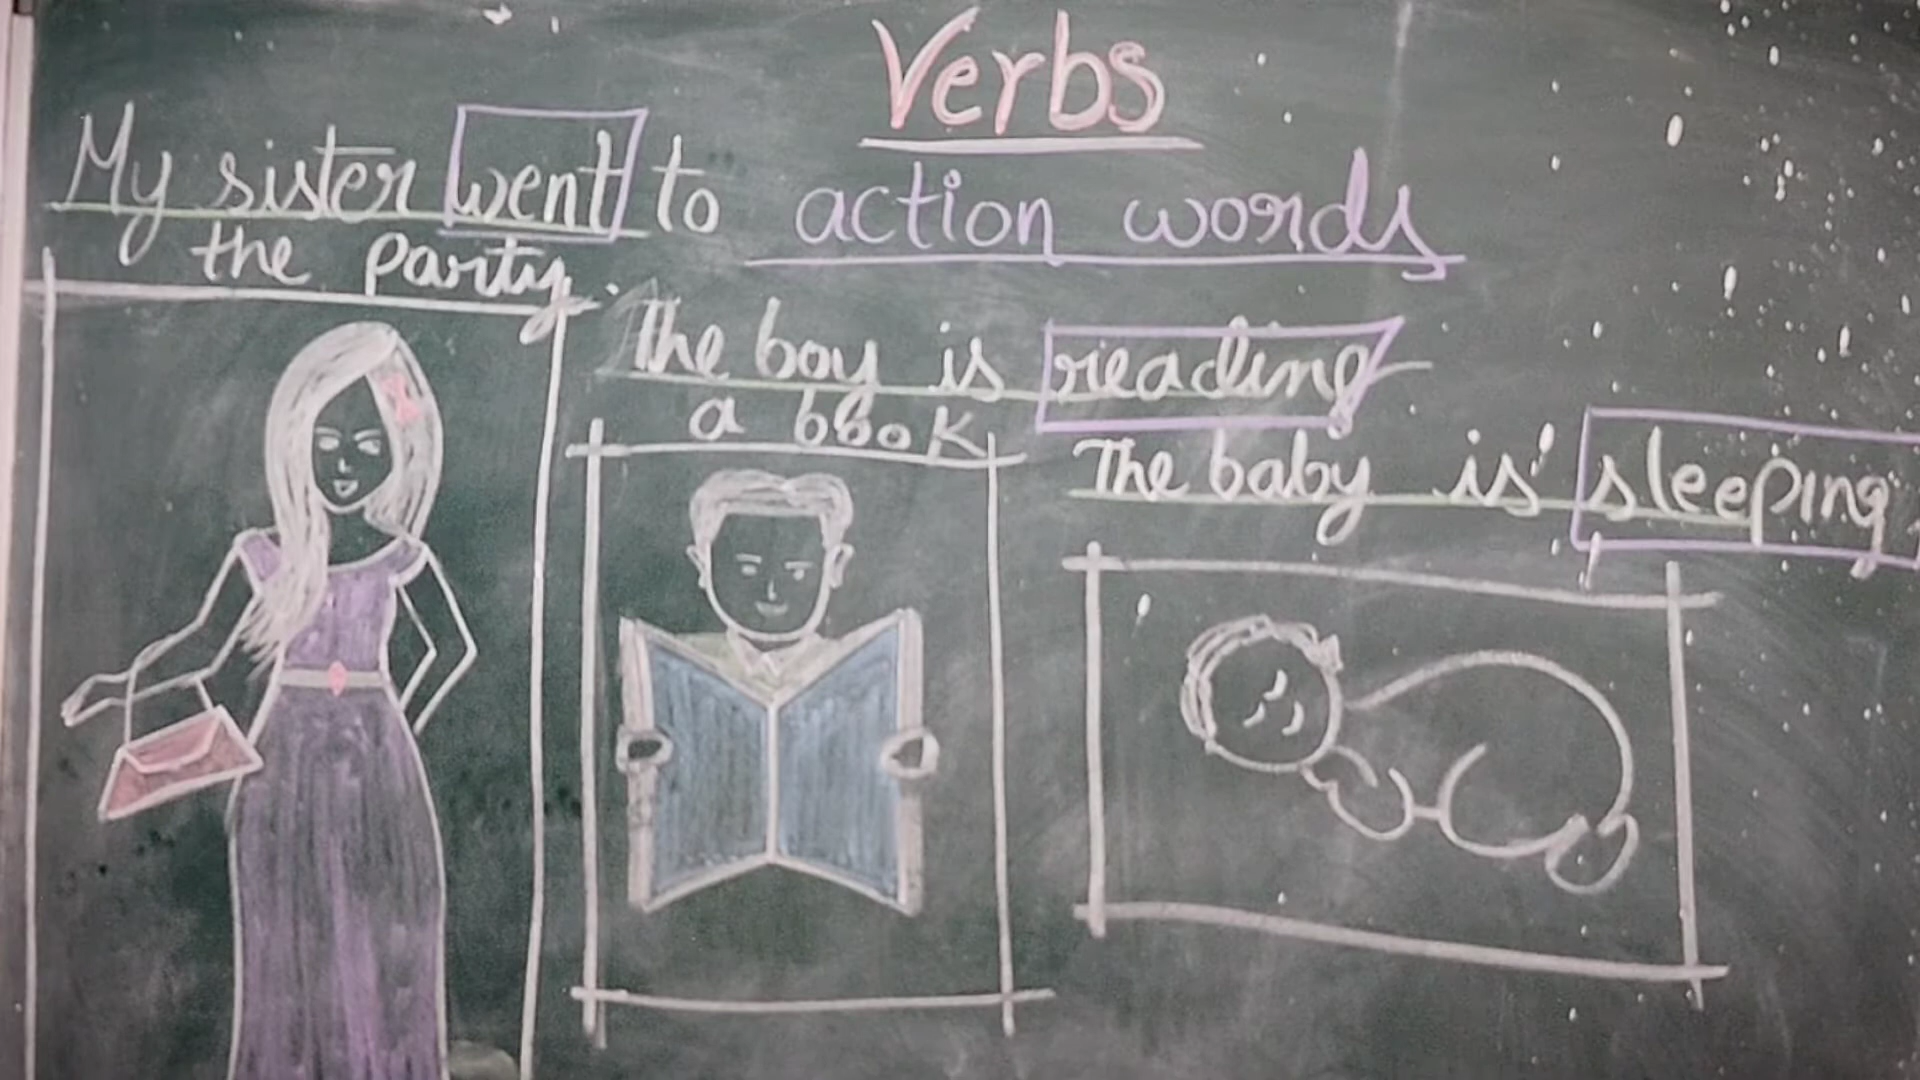 Verbs
action words
My sister went to
the party.
The boy is reading
a book
The baby is sleeping.